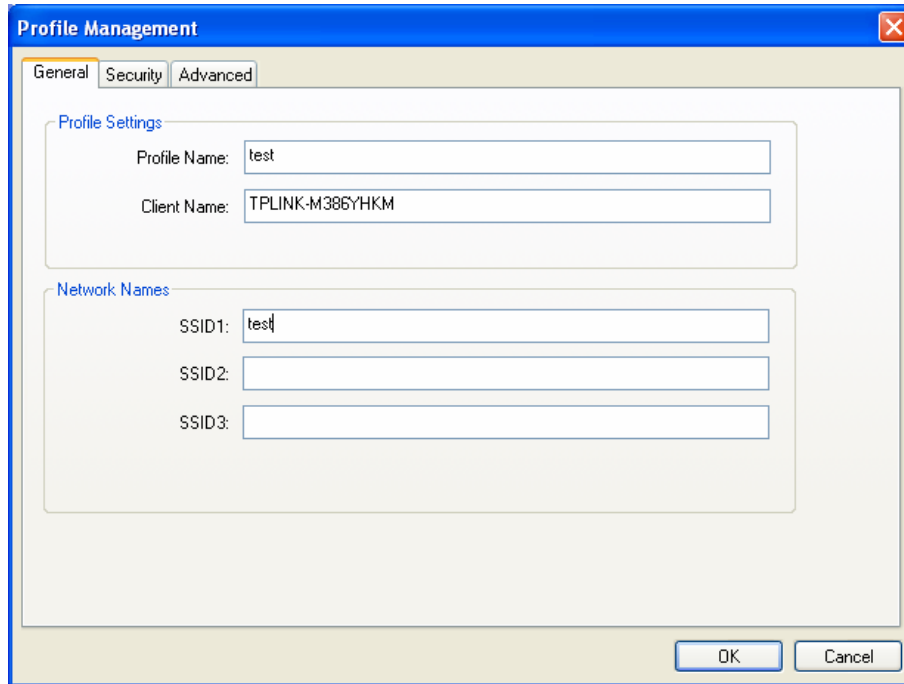 Profile Management
General Security Advanced
Profile Settings
Profile Name: test
Client Name: TPLINK-M386YHKM
Network Names
SSID1: test
SSID2:
SSID3:
OK Cancel